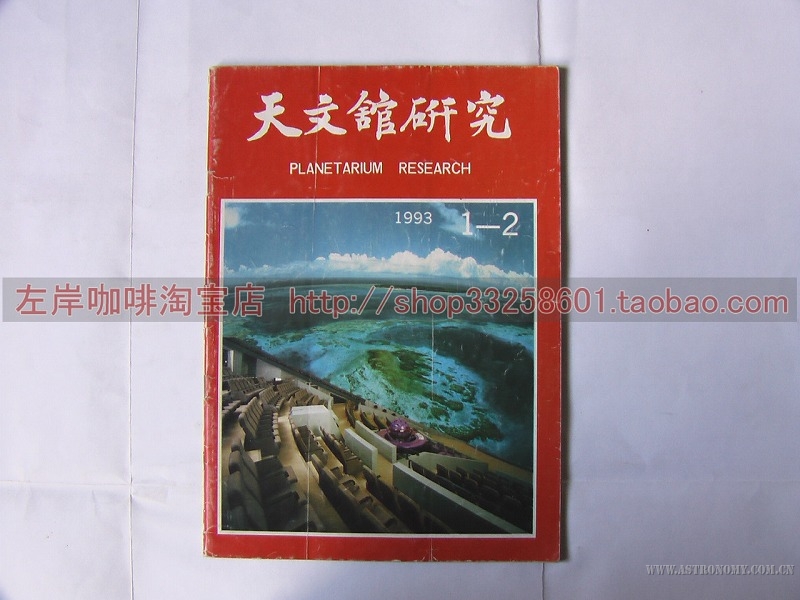 天文舘研究
PLANETARIUM RESEARCH
1993 1—2
左岸咖啡淘宝店 http://shop33258601.taobao.com/
WWW.ASTRONOMY.COM.CN